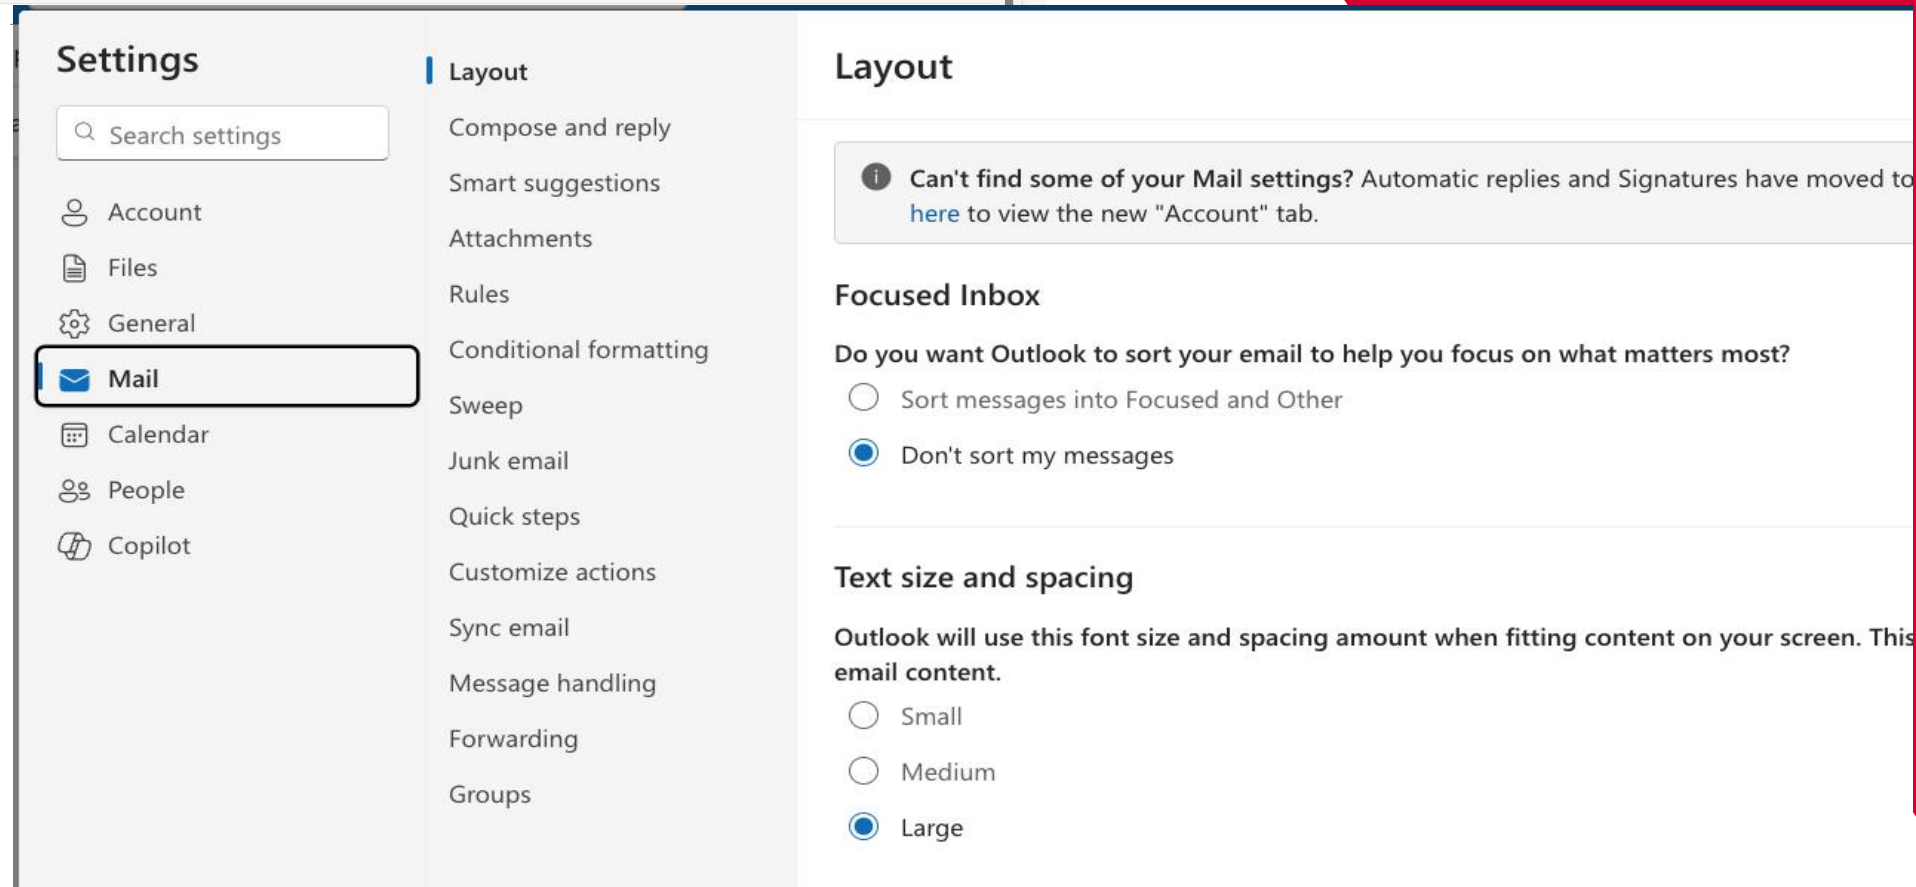 Settings
Search settings
Account
Files
General
Mail
Calendar
People
Copilot
Layout
Compose and reply
Smart suggestions
Attachments
Rules
Conditional formatting
Sweep
Junk email
Quick steps
Customize actions
Sync email
Message handling
Forwarding
Groups
Layout
Can't find some of your Mail settings? Automatic replies and Signatures have moved to
here to view the new "Account" tab.
Focused Inbox
Do you want Outlook to sort your email to help you focus on what matters most?
Sort messages into Focused and Other
Don't sort my messages
Text size and spacing
Outlook will use this font size and spacing amount when fitting content on your screen. This
email content.
Small
Medium
Large